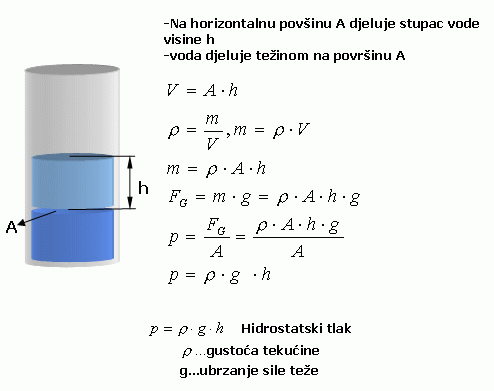 -Na horizontalnu povšinu A djeluje stupac vode
visine h
-voda djeluje težinom na površinu A
V = A · h
ρ = m/V, m = ρ · V
m = ρ · A · h
F_G = m · g = ρ · A · h · g
p = F_G/A = ρ · A · h · g/A
p = ρ · g · h
h
A
p = ρ · g · h Hidrostatski tlak
ρ ...gustoća tekućine
g...ubrzanje sile teže